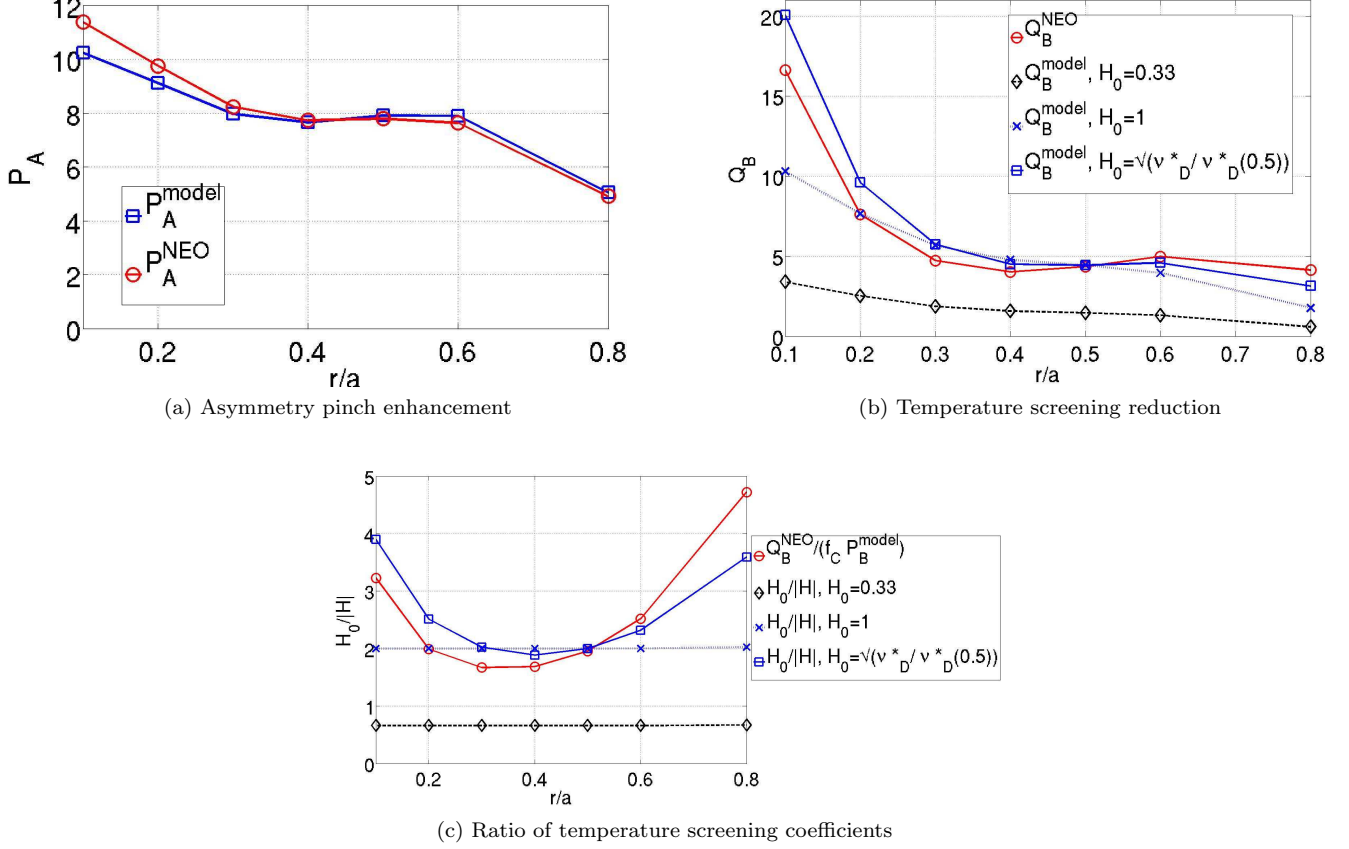 12
10
8
6
4
2
0
P_A
P_A^model
P_A^NEO
0.2
0.4
0.6
0.8
r/a
(a) Asymmetry pinch enhancement
20
15
10
5
0
Q_B
Q_B^NEO
Q_B^model, H_0=0.33
Q_B^model, H_0=1
Q_B^model, H_0=√(ν*_D/ν*_D(0.5))
0.1
0.2
0.3
0.4
0.5
0.6
0.7
0.8
r/a
(b) Temperature screening reduction
5
4
3
2
1
0
H_0/|H|
Q_B^NEO/(f_C P_B^model)
H_0/|H|, H_0=0.33
H_0/|H|, H_0=1
H_0/|H|, H_0=√(ν*_D/ν*_D(0.5))
0.2
0.4
0.6
0.8
r/a
(c) Ratio of temperature screening coefficients